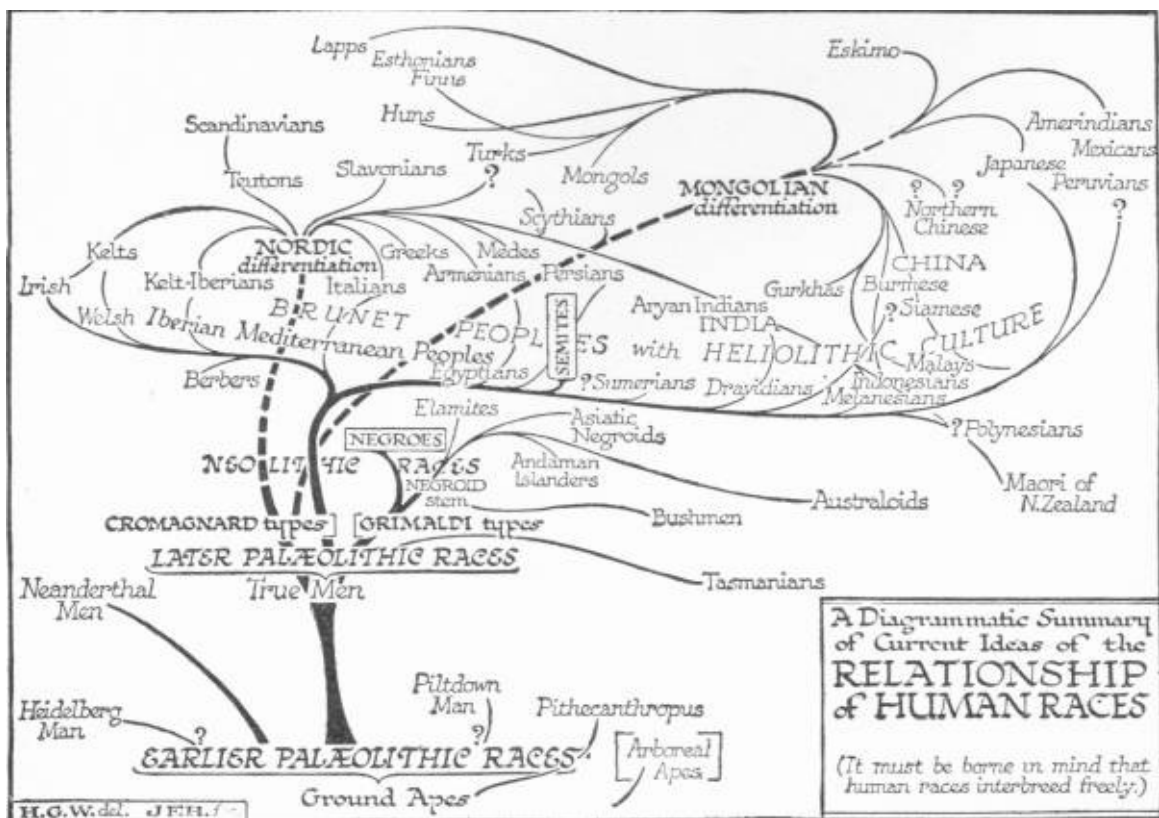 Lapps
Esthonians
Finns
Huns
Eskimo
Scandinavians
Teutons
Slavonians
Turks
?
Mongols
MONGOLIAN
differentiation
Amerindians
Mexicans
Japanese
Peruvians
?
? ?
Northern
Chinese
Scythians
Kelts
NORDIC
differentiation
Greeks
Medes
Armenians
Persians
Irish
Kelt-Iberians
Italians
CHINA
Gurkhas
Burmese
?Siamese
Aryan Indians
INDIA
BRUNET
PEOPLES with HELIOLITHIC CULTURE
Welsh
Iberian Mediterranean Peoples
SEMITES
Malays
Berbers
Egyptians
?Sumerians
Dravidians
Indonesians
Melanesians
Elamites
Asiatic
Negroids
?Polynesians
NEGROES
NEOLITHIC RACES
NEGROID
stem
Andaman
Islanders
Maori of
N.Zealand
Australoids
Bushmen
CROMAGNARD types] [GRIMALDI types
LATER PALÆOLITHIC RACES
True Men
Tasmanians
Neanderthal
Men
Heidelberg
Man
?
Piltdown
Man
?
Pithecanthropus
EARLIER PALÆOLITHIC RACES
[Arboreal
Apes]
Ground Apes
A Diagrammatic Summary
of Current Ideas of the
RELATIONSHIP
of HUMAN RACES
(It must be borne in mind that
human races interbreed freely.)
H.G.W. del. J.F.H.